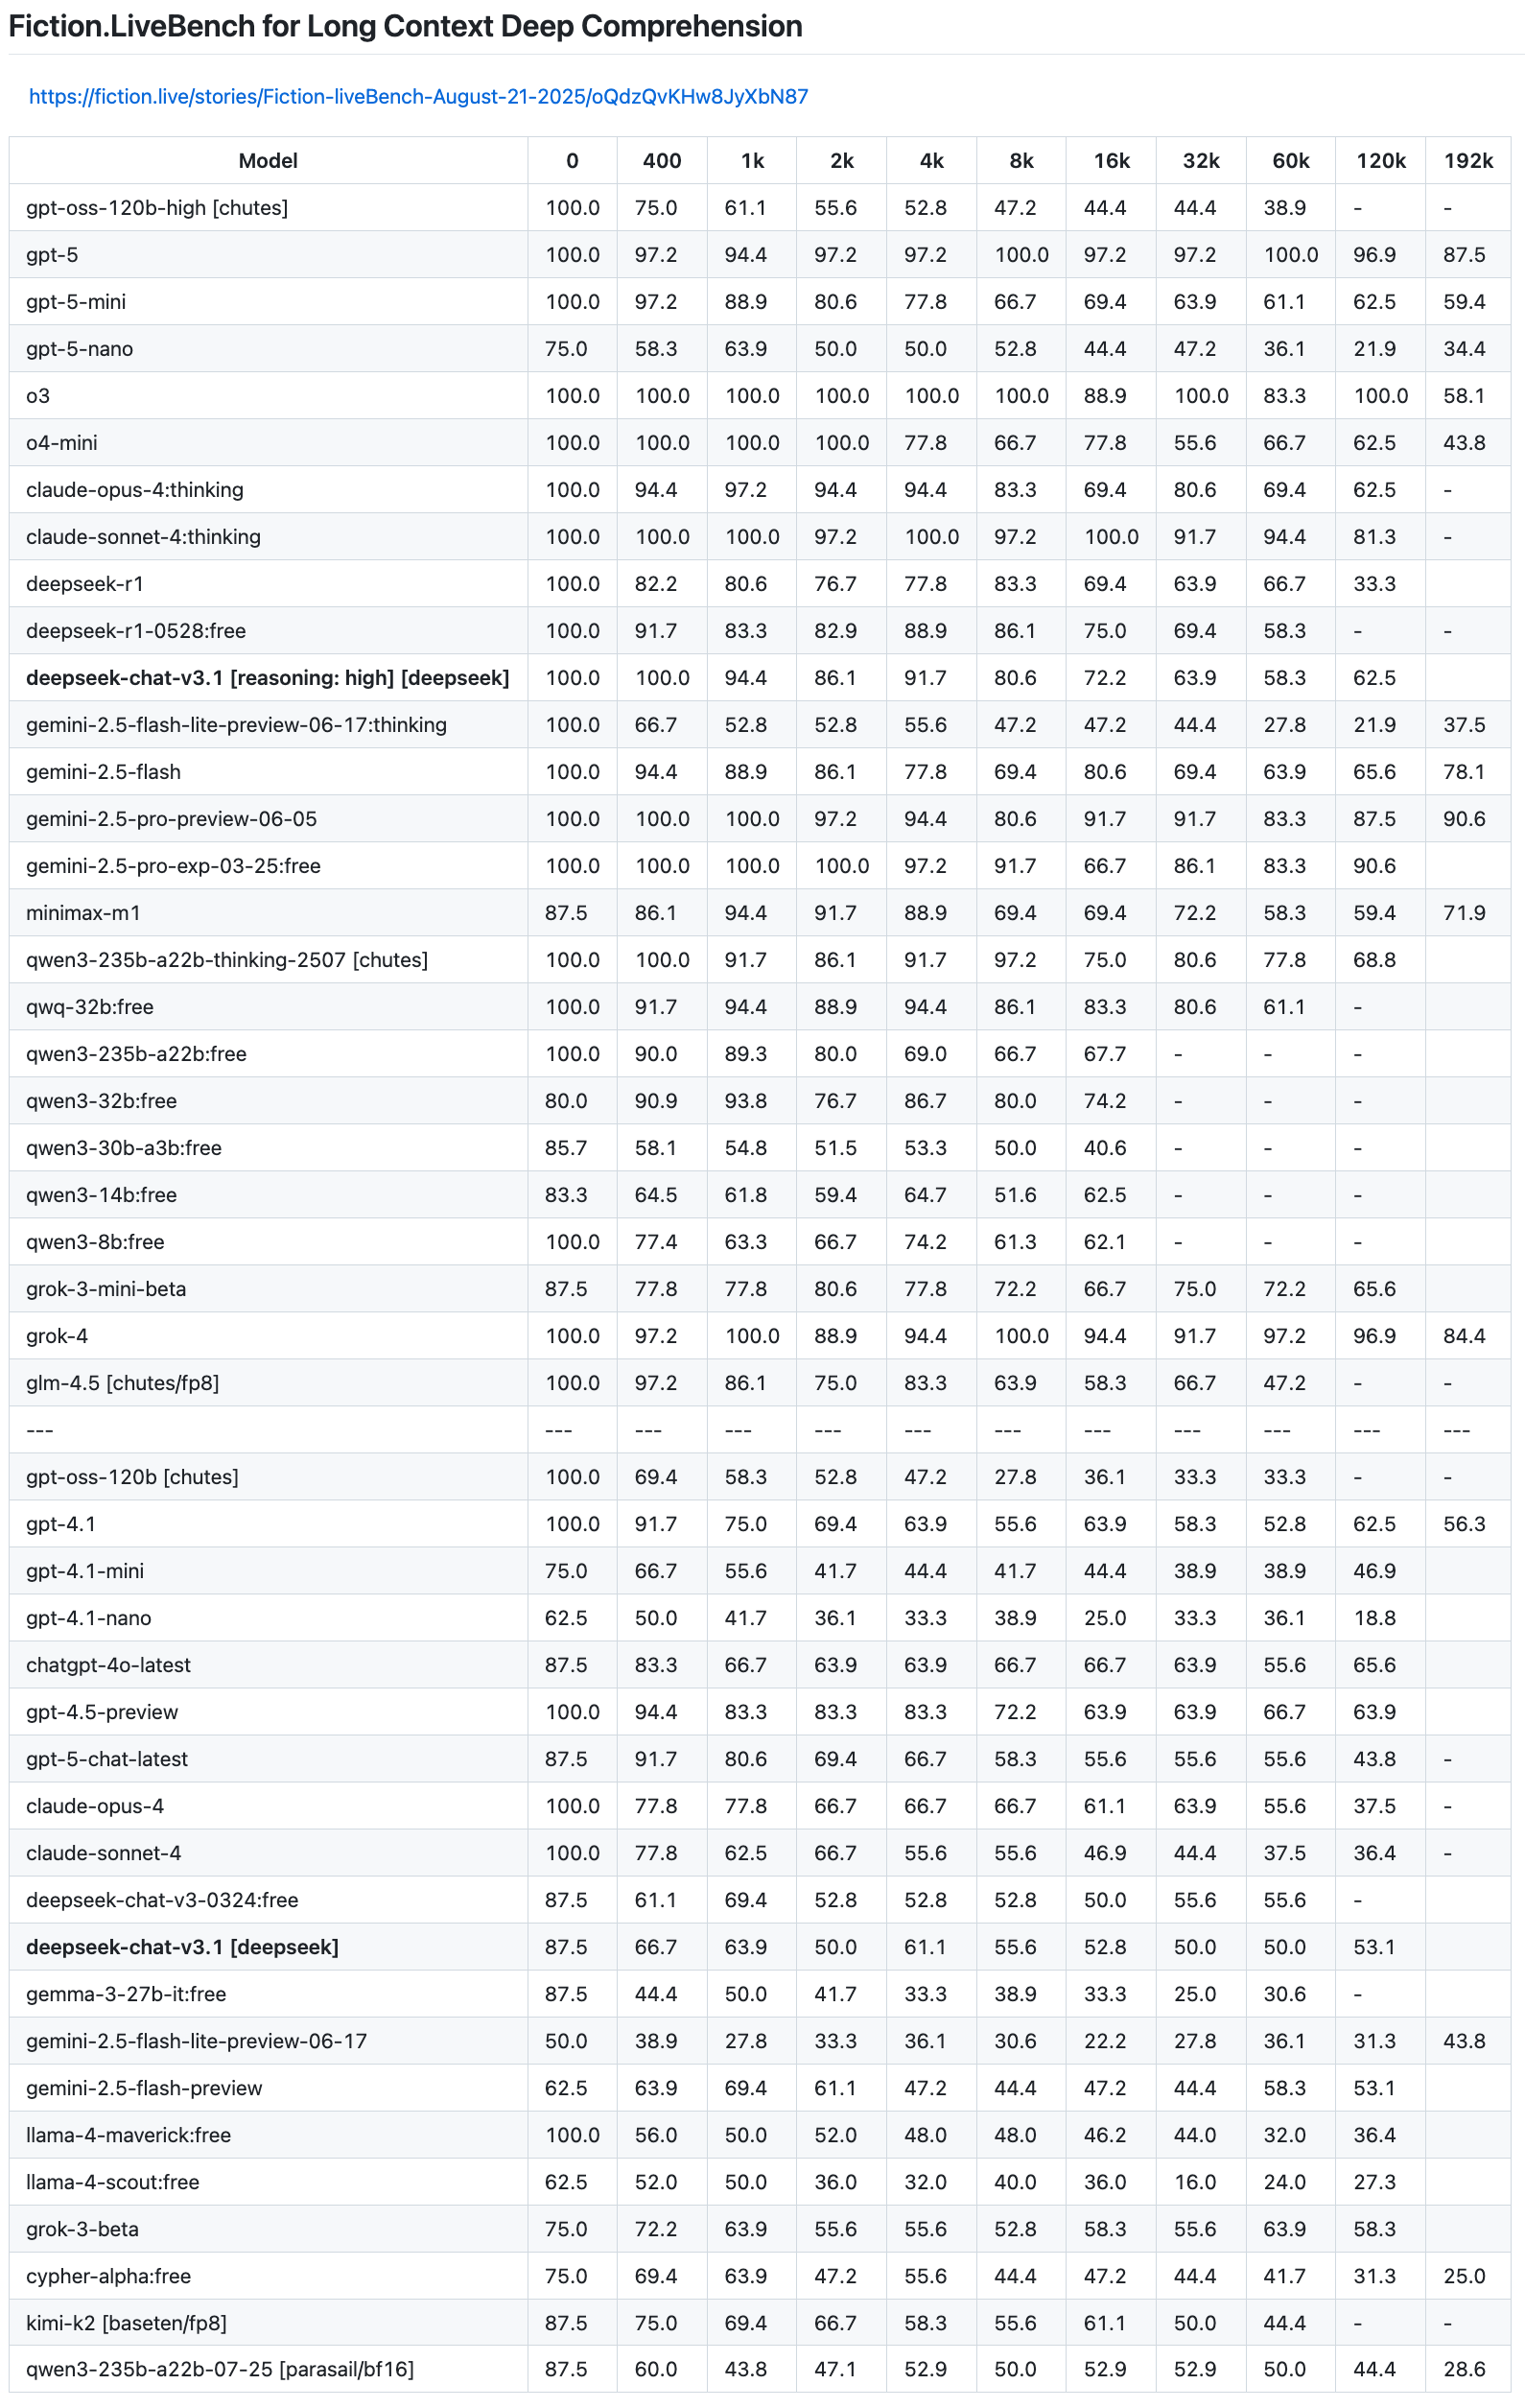 Fiction.LiveBench for Long Context Deep Comprehension
https://fiction.live/stories/Fiction-liveBench-August-21-2025/oQdzQvKHw8JyXbN87
Model 0 400 1k 2k 4k 8k 16k 32k 60k 120k 192k
gpt-oss-120b-high [chutes] 100.0 75.0 61.1 55.6 52.8 47.2 44.4 44.4 38.9 - -
gpt-5 100.0 97.2 94.4 97.2 97.2 100.0 97.2 97.2 100.0 96.9 87.5
gpt-5-mini 100.0 97.2 88.9 80.6 77.8 66.7 69.4 63.9 61.1 62.5 59.4
gpt-5-nano 75.0 58.3 63.9 50.0 50.0 52.8 44.4 47.2 36.1 21.9 34.4
o3 100.0 100.0 100.0 100.0 100.0 100.0 88.9 100.0 83.3 100.0 58.1
o4-mini 100.0 100.0 100.0 100.0 77.8 66.7 77.8 55.6 66.7 62.5 43.8
claude-opus-4:thinking 100.0 94.4 97.2 94.4 94.4 83.3 69.4 80.6 69.4 62.5 -
claude-sonnet-4:thinking 100.0 100.0 100.0 97.2 100.0 97.2 100.0 91.7 94.4 81.3 -
deepseek-r1 100.0 82.2 80.6 76.7 77.8 83.3 69.4 63.9 66.7 33.3
deepseek-r1-0528:free 100.0 91.7 83.3 82.9 88.9 86.1 75.0 69.4 58.3 - -
deepseek-chat-v3.1 [reasoning: high] [deepseek] 100.0 100.0 94.4 86.1 91.7 80.6 72.2 63.9 58.3 62.5
gemini-2.5-flash-lite-preview-06-17:thinking 100.0 66.7 52.8 52.8 55.6 47.2 47.2 44.4 27.8 21.9 37.5
gemini-2.5-flash 100.0 94.4 88.9 86.1 77.8 69.4 80.6 69.4 63.9 65.6 78.1
gemini-2.5-pro-preview-06-05 100.0 100.0 100.0 97.2 94.4 80.6 91.7 91.7 83.3 87.5 90.6
gemini-2.5-pro-exp-03-25:free 100.0 100.0 100.0 100.0 97.2 91.7 66.7 86.1 83.3 90.6
minimax-m1 87.5 86.1 94.4 91.7 88.9 69.4 69.4 72.2 58.3 59.4 71.9
qwen3-235b-a22b-thinking-2507 [chutes] 100.0 100.0 91.7 86.1 91.7 97.2 75.0 80.6 77.8 68.8
qwq-32b:free 100.0 91.7 94.4 88.9 94.4 86.1 83.3 80.6 61.1 -
qwen3-235b-a22b:free 100.0 90.0 89.3 80.0 69.0 66.7 67.7 - - -
qwen3-32b:free 80.0 90.9 93.8 76.7 86.7 80.0 74.2 - - -
qwen3-30b-a3b:free 85.7 58.1 54.8 51.5 53.3 50.0 40.6 - - -
qwen3-14b:free 83.3 64.5 61.8 59.4 64.7 51.6 62.5 - - -
qwen3-8b:free 100.0 77.4 63.3 66.7 74.2 61.3 62.1 - - -
grok-3-mini-beta 87.5 77.8 77.8 80.6 77.8 72.2 66.7 75.0 72.2 65.6
grok-4 100.0 97.2 100.0 88.9 94.4 100.0 94.4 91.7 97.2 96.9 84.4
glm-4.5 [chutes/fp8] 100.0 97.2 86.1 75.0 83.3 63.9 58.3 66.7 47.2 - -
--- --- --- --- --- --- --- --- --- --- --- ---
gpt-oss-120b [chutes] 100.0 69.4 58.3 52.8 47.2 27.8 36.1 33.3 33.3 - -
gpt-4.1 100.0 91.7 75.0 69.4 63.9 55.6 63.9 58.3 52.8 62.5 56.3
gpt-4.1-mini 75.0 66.7 55.6 41.7 44.4 41.7 44.4 38.9 38.9 46.9
gpt-4.1-nano 62.5 50.0 41.7 36.1 33.3 38.9 25.0 33.3 36.1 18.8
chatgpt-4o-latest 87.5 83.3 66.7 63.9 63.9 66.7 66.7 63.9 55.6 65.6
gpt-4.5-preview 100.0 94.4 83.3 83.3 83.3 72.2 63.9 63.9 66.7 63.9
gpt-5-chat-latest 87.5 91.7 80.6 69.4 66.7 58.3 55.6 55.6 55.6 43.8 -
claude-opus-4 100.0 77.8 77.8 66.7 66.7 66.7 61.1 63.9 55.6 37.5 -
claude-sonnet-4 100.0 77.8 62.5 66.7 55.6 55.6 46.9 44.4 37.5 36.4 -
deepseek-chat-v3-0324:free 87.5 61.1 69.4 52.8 52.8 52.8 50.0 55.6 55.6 -
deepseek-chat-v3.1 [deepseek] 87.5 66.7 63.9 50.0 61.1 55.6 52.8 50.0 50.0 53.1
gemma-3-27b-it:free 87.5 44.4 50.0 41.7 33.3 38.9 33.3 25.0 30.6 -
gemini-2.5-flash-lite-preview-06-17 50.0 38.9 27.8 33.3 36.1 30.6 22.2 27.8 36.1 31.3 43.8
gemini-2.5-flash-preview 62.5 63.9 69.4 61.1 47.2 44.4 47.2 44.4 58.3 53.1
llama-4-maverick:free 100.0 56.0 50.0 52.0 48.0 48.0 46.2 44.0 32.0 36.4
llama-4-scout:free 62.5 52.0 50.0 36.0 32.0 40.0 36.0 16.0 24.0 27.3
grok-3-beta 75.0 72.2 63.9 55.6 55.6 52.8 58.3 55.6 63.9 58.3
cypher-alpha:free 75.0 69.4 63.9 47.2 55.6 44.4 47.2 44.4 41.7 31.3 25.0
kimi-k2 [baseten/fp8] 87.5 75.0 69.4 66.7 58.3 55.6 61.1 50.0 44.4 - -
qwen3-235b-a22b-07-25 [parasail/bf16] 87.5 60.0 43.8 47.1 52.9 50.0 52.9 52.9 50.0 44.4 28.6